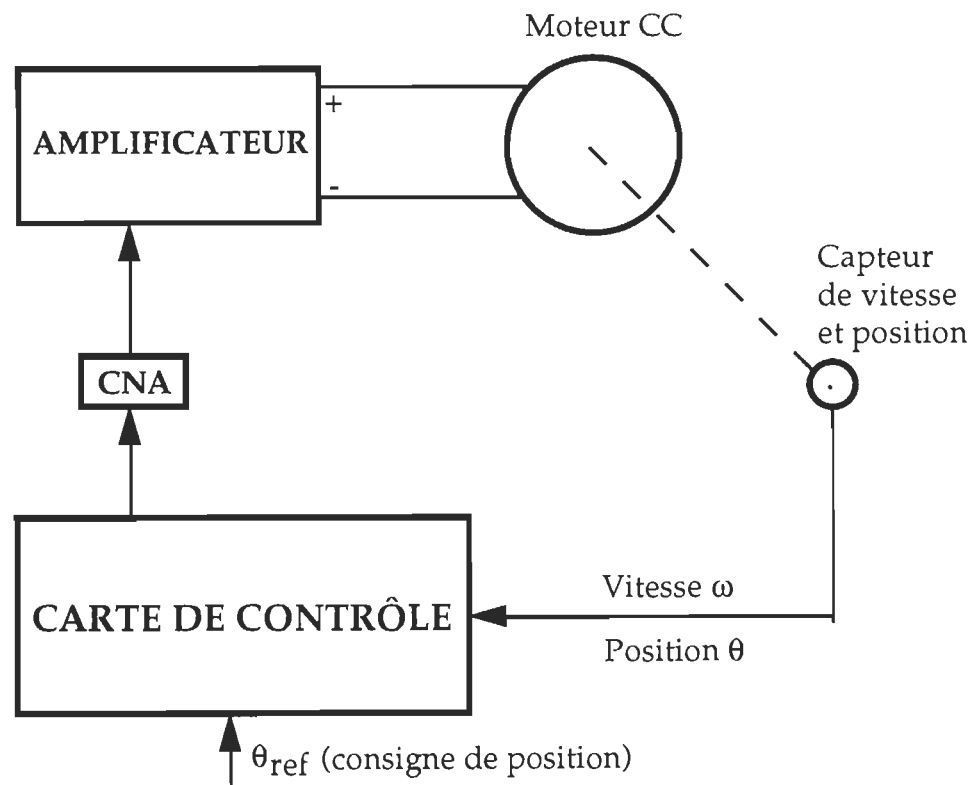 Moteur CC
AMPLIFICATEUR
+
-
Capteur
de vitesse
et position
CNA
CARTE DE CONTRÔLE
Vitesse ω
Position θ
θref (consigne de position)